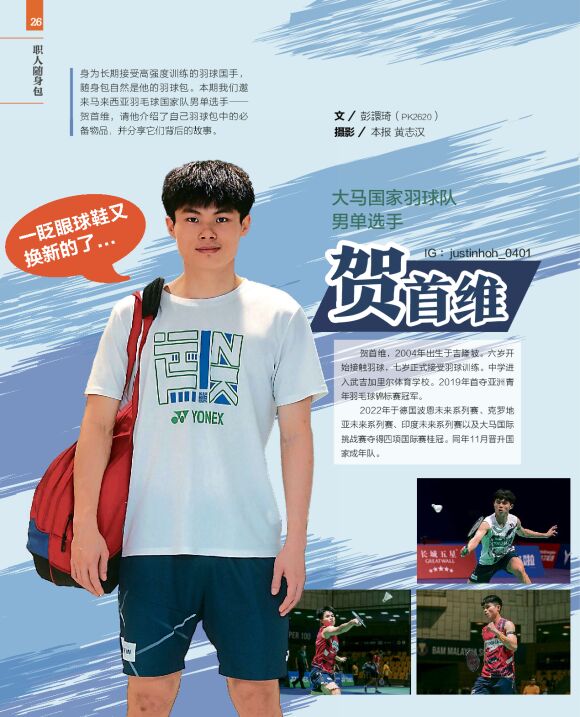 26
职人随身包
身为长期接受高强度训练的羽球国手，
随身包自然是他的羽球包。本期我们邀
来马来西亚羽毛球国家队男单选手——
贺首维，请他介绍了自己羽球包中的必
备物品，并分享它们背后的故事。
文 / 彭譞琦（PK2620）
摄影 / 本报 黄志汉
大马国家羽球队
男单选手
一眨眼球鞋又
换新的了...
IG：justinhoh_0401
贺首维
贺首维，2004年出生于吉隆坡。六岁开
始接触羽球，七岁正式接受羽球训练。中学进
入武吉加里尔体育学校。2019年首夺亚洲青
年羽毛球锦标赛冠军。
2022年于德国波恩未来系列赛、克罗地
亚未来系列赛、印度未来系列赛以及大马国际
挑战赛夺得四项国际赛桂冠。同年11月晋升国
家成年队。
YONEX
长城五星
GREATWALL
PER 100
BAM MALAYSIA